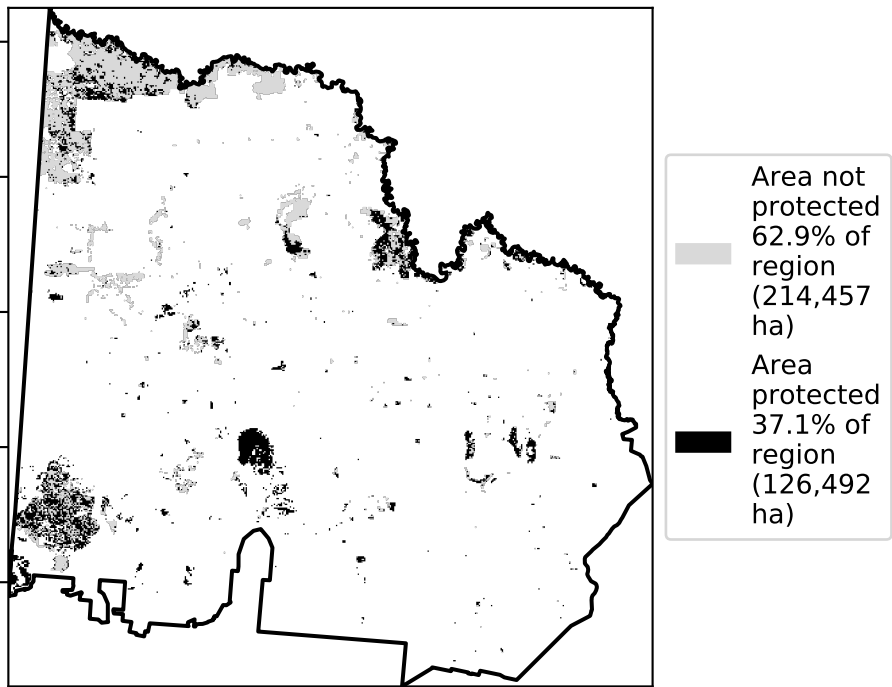 Area not
protected
62.9% of
region
(214,457
ha)
Area
protected
37.1% of
region
(126,492
ha)